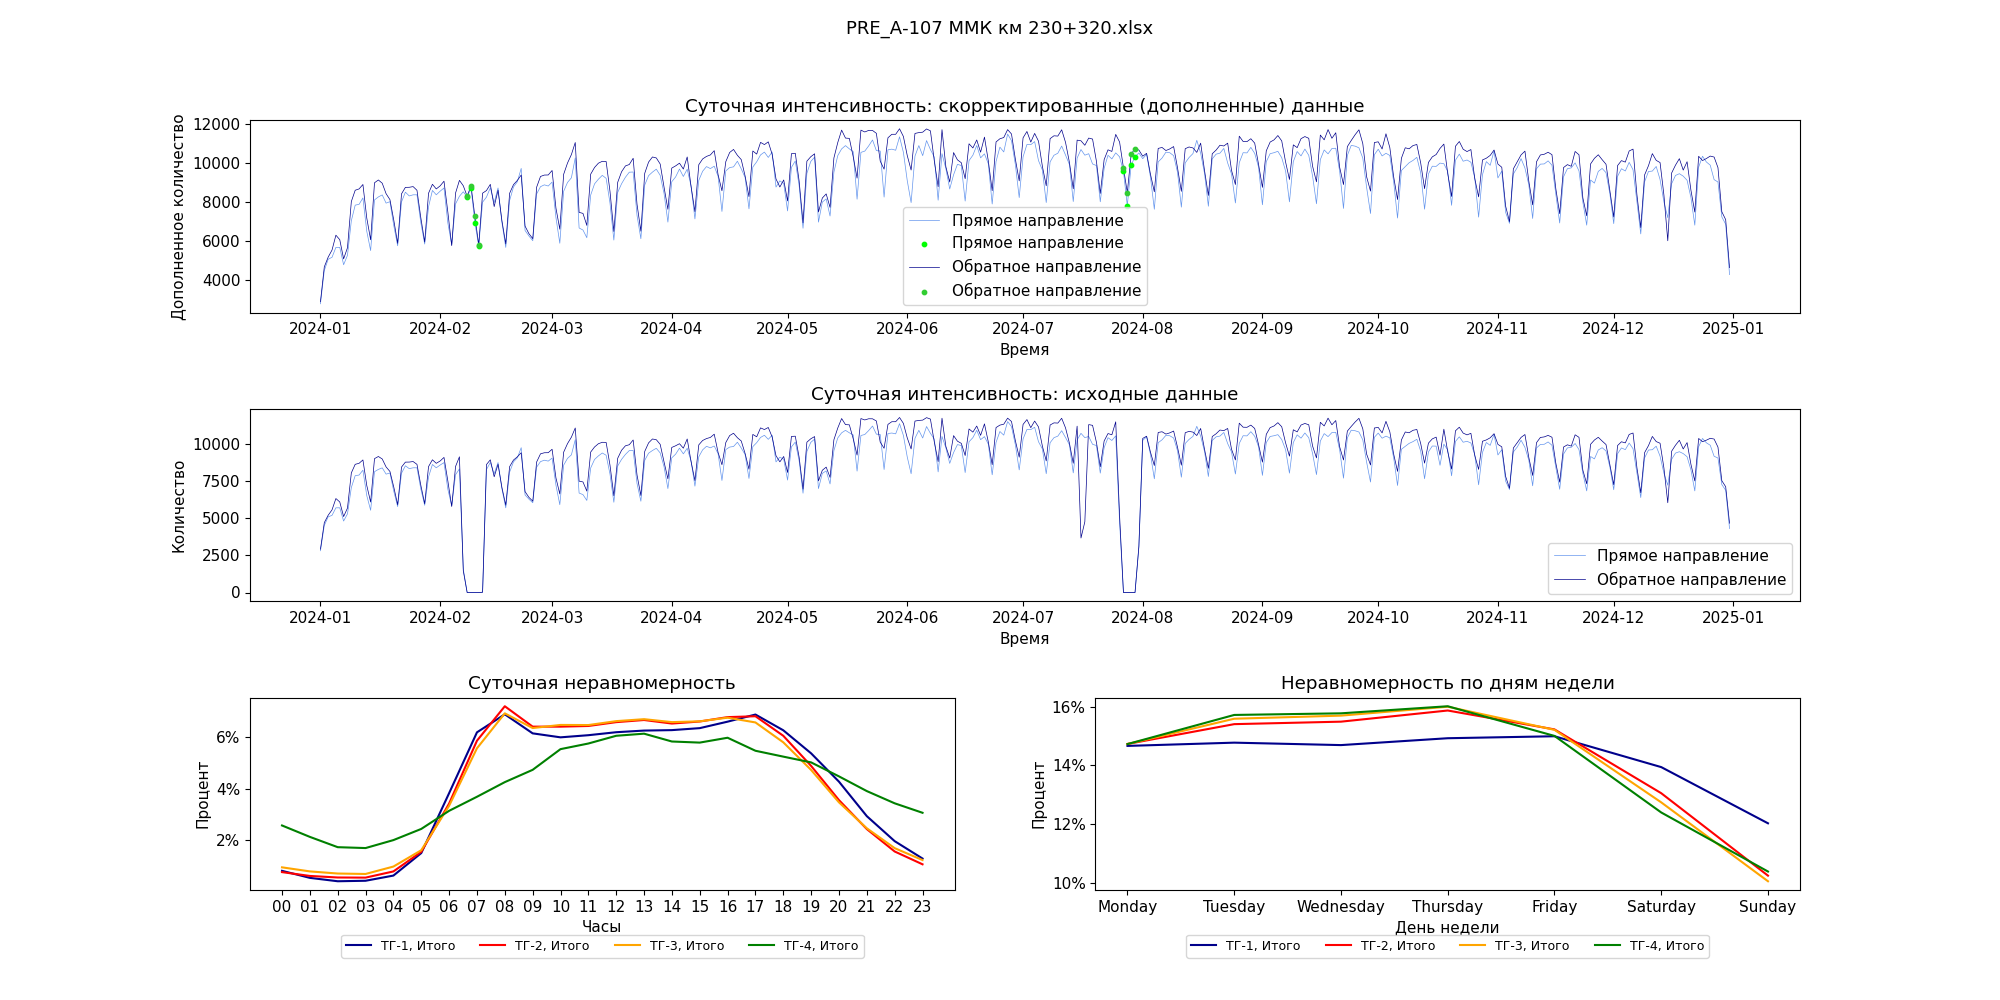 PRE_A-107 ММК км 230+320.xlsx
Суточная интенсивность: скорректированные (дополненные) данные
Дополненное количество
12000
10000
8000
6000
4000
Прямое направление
Прямое направление
Обратное направление
Обратное направление
2024-01 2024-02 2024-03 2024-04 2024-05 2024-06 2024-07 2024-08 2024-09 2024-10 2024-11 2024-12 2025-01
Время
Суточная интенсивность: исходные данные
Количество
10000
7500
5000
2500
0
Прямое направление
Обратное направление
2024-01 2024-02 2024-03 2024-04 2024-05 2024-06 2024-07 2024-08 2024-09 2024-10 2024-11 2024-12 2025-01
Время
Суточная неравномерность
Процент
6%
4%
2%
00 01 02 03 04 05 06 07 08 09 10 11 12 13 14 15 16 17 18 19 20 21 22 23
Часы
ТГ-1, Итого ТГ-2, Итого ТГ-3, Итого ТГ-4, Итого
Неравномерность по дням недели
Процент
16%
14%
12%
10%
Monday Tuesday Wednesday Thursday Friday Saturday Sunday
День недели
ТГ-1, Итого ТГ-2, Итого ТГ-3, Итого ТГ-4, Итого